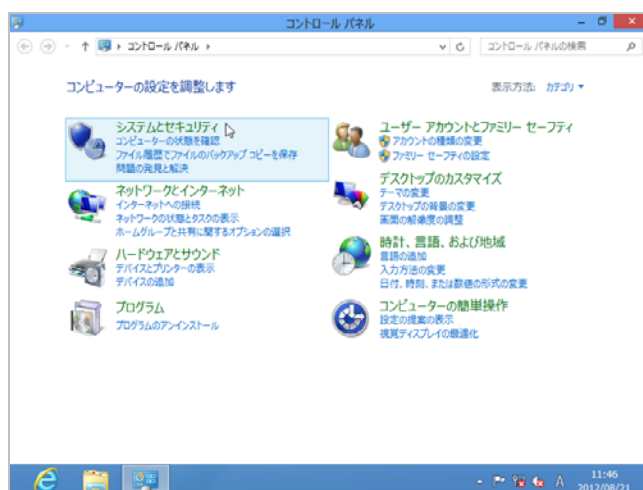 コントロール パネル
コントロール パネル
コントロール パネルの検索
コンピューターの設定を調整します
表示方法: カテゴリ
システムとセキュリティ
コンピューターの状態を確認
ファイル履歴でファイルのバックアップ コピーを保存
問題の発見と解決
ネットワークとインターネット
インターネットへの接続
ネットワークの状態とタスクの表示
ホームグループと共有に関するオプションの選択
ハードウェアとサウンド
デバイスとプリンターの表示
デバイスの追加
プログラム
プログラムのアンインストール
ユーザー アカウントとファミリー セーフティ
アカウントの種類の変更
ファミリー セーフティの設定
デスクトップのカスタマイズ
テーマの変更
デスクトップの背景の変更
画面の解像度の調整
時計、言語、および地域
言語の追加
入力方法の変更
日付、時刻、または数値の形式の変更
コンピューターの簡単操作
設定の提案の表示
視覚ディスプレイの最適化
A
11:46
2012/08/21